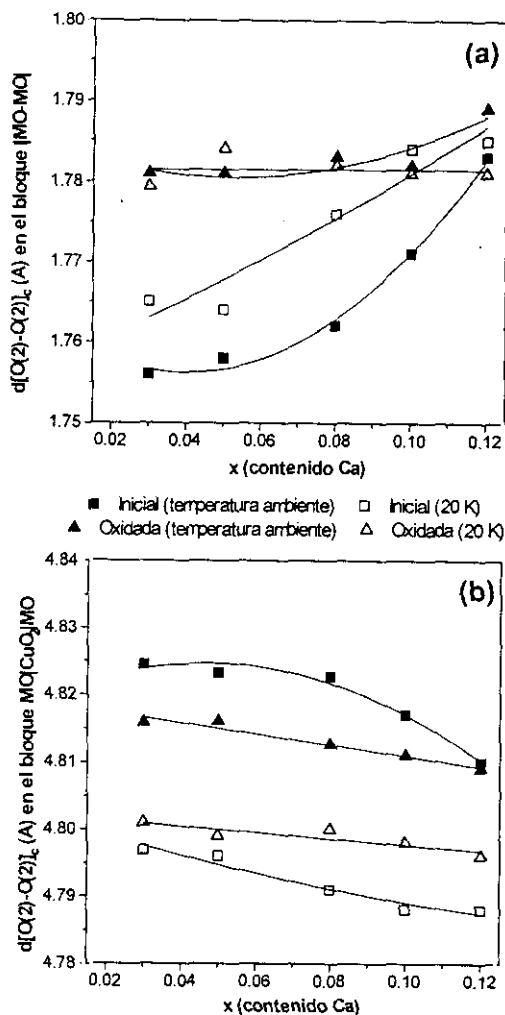 (a)
1.80
1.79
1.78
1.77
1.76
1.75
d[O(2)-O(2)]c (A) en el bloque |MO-MO|
0.02 0.04 0.06 0.08 0.10 0.12
x (contenido Ca)
■ Inicial (temperatura ambiente) □ Inicial (20 K)
▲ Oxidada (temperatura ambiente) △ Oxidada (20 K)
(b)
4.84
4.83
4.82
4.81
4.80
4.79
4.78
d[O(2)-O(2)]c (A) en el bloque MO|CuO2|MO
0.02 0.04 0.06 0.08 0.10 0.12
x (contenido Ca)